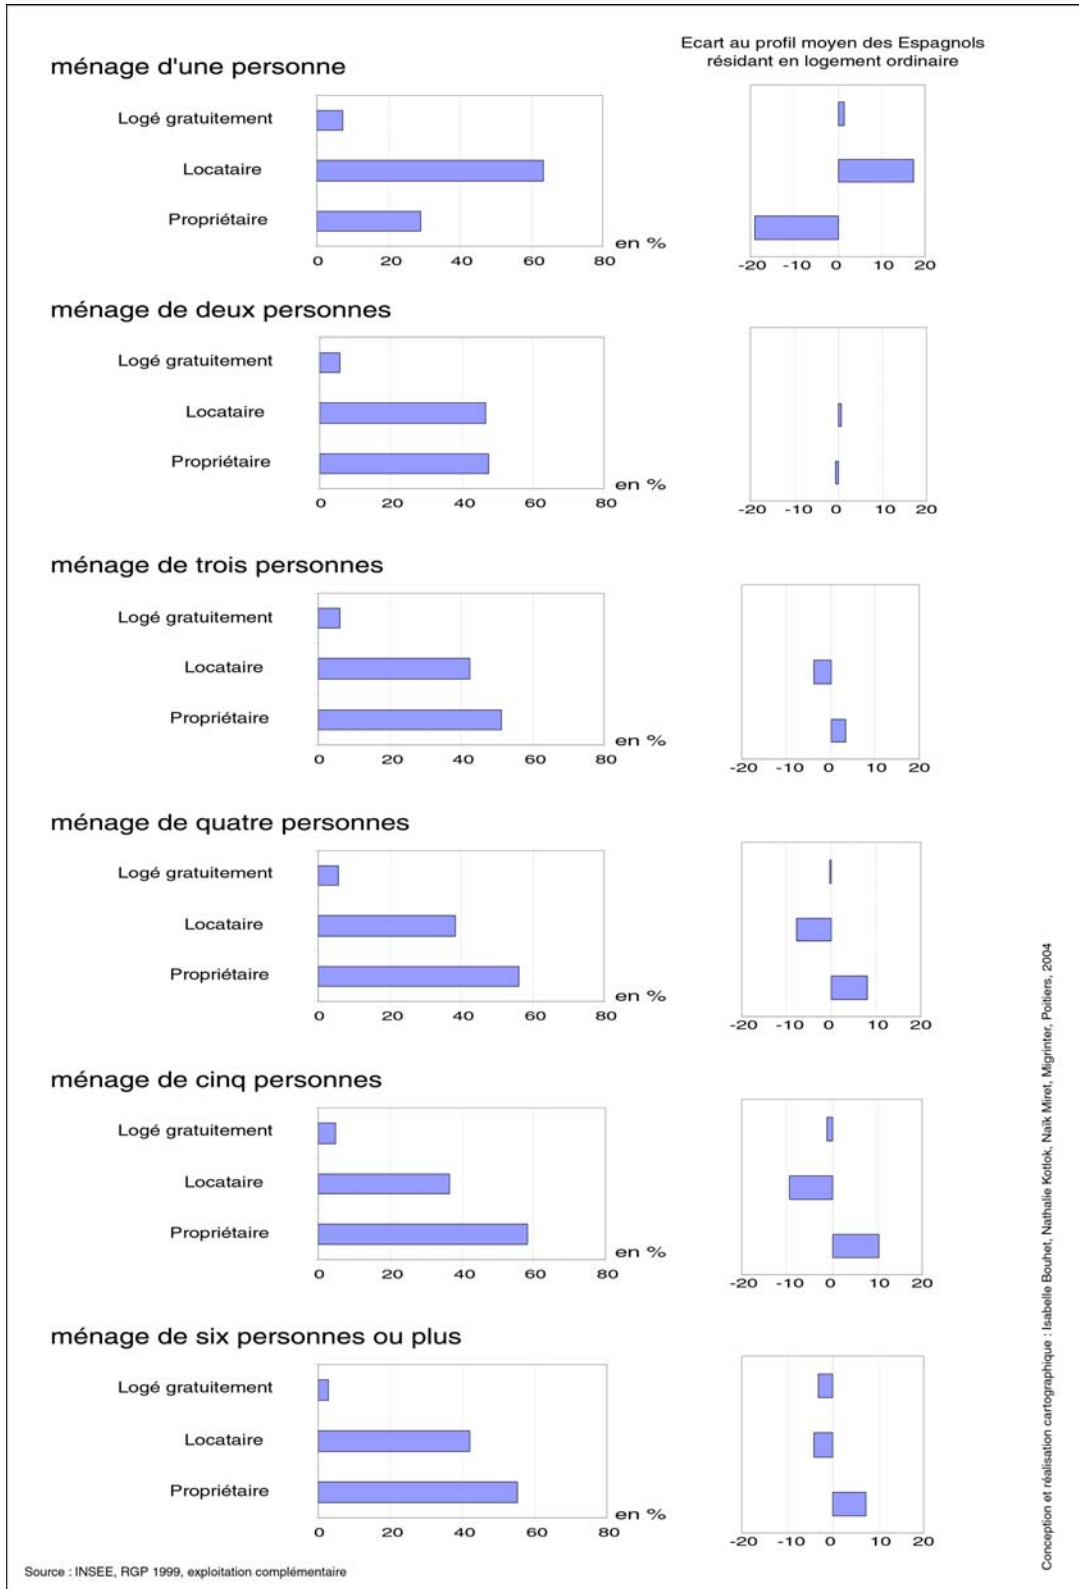 Ecart au profil moyen des Espagnols
résidant en logement ordinaire
ménage d'une personne
Logé gratuitement
Locataire
Propriétaire
en %
0 20 40 60 80
-20 -10 0 10 20
ménage de deux personnes
Logé gratuitement
Locataire
Propriétaire
en %
0 20 40 60 80
-20 -10 0 10 20
ménage de trois personnes
Logé gratuitement
Locataire
Propriétaire
en %
0 20 40 60 80
-20 -10 0 10 20
ménage de quatre personnes
Logé gratuitement
Locataire
Propriétaire
en %
0 20 40 60 80
-20 -10 0 10 20
ménage de cinq personnes
Logé gratuitement
Locataire
Propriétaire
en %
0 20 40 60 80
-20 -10 0 10 20
ménage de six personnes ou plus
Logé gratuitement
Locataire
Propriétaire
en %
0 20 40 60 80
-20 -10 0 10 20
Source : INSEE, RGP 1999, exploitation complémentaire
Conception et réalisation cartographique : Isabelle Bouhet, Nathalie Kotlok, Naïk Miret, Migrinter, Poitiers, 2004